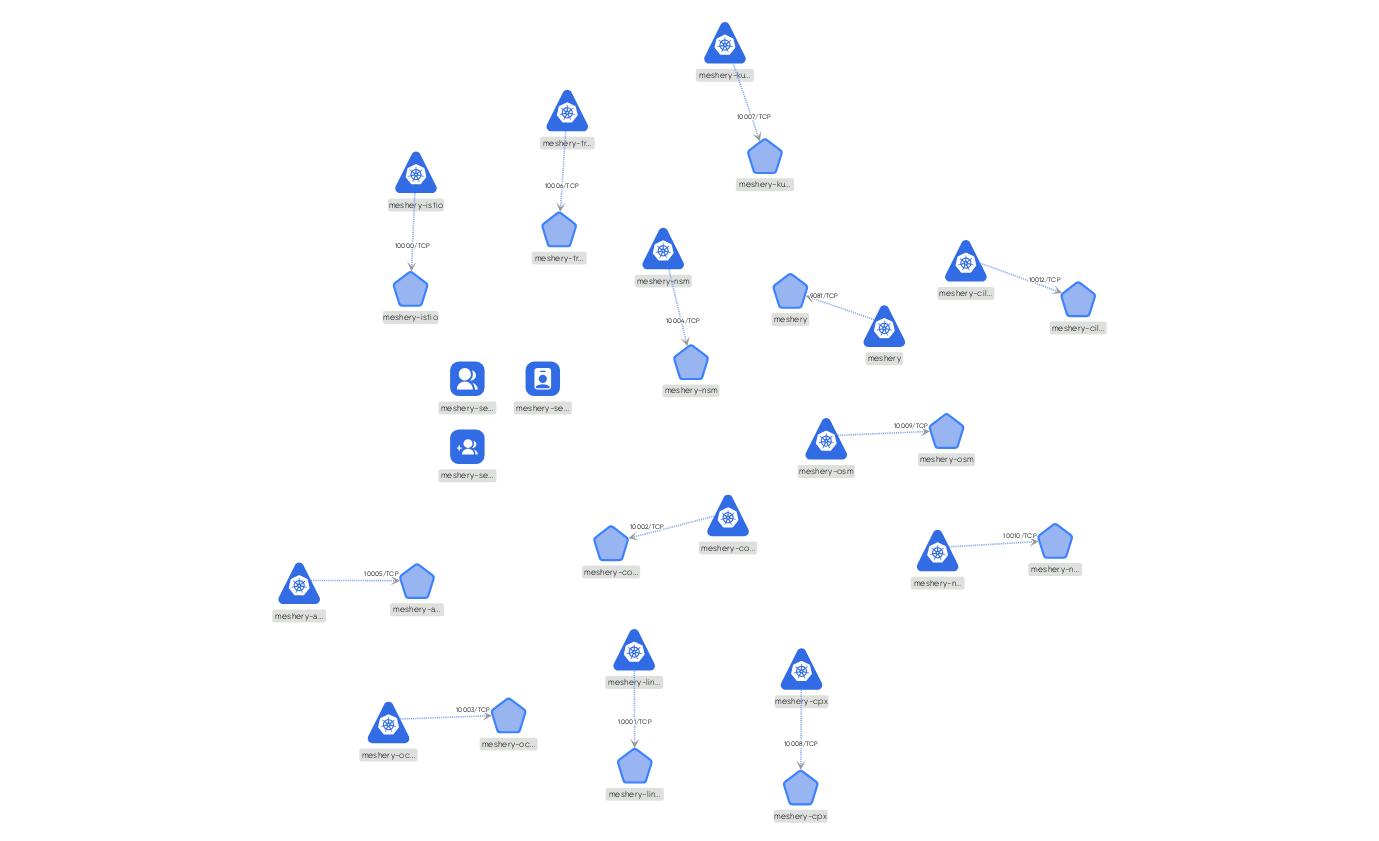 meshery-ku...
10007/TCP
meshery-ku...
meshery-tr...
10006/TCP
meshery-tr...
meshery-istio
10000/TCP
meshery-istio
meshery-nsm
10004/TCP
meshery-nsm
meshery-cil...
10012/TCP
meshery-cil...
9081/TCP
meshery
meshery
meshery-se...
meshery-se...
meshery-se...
10009/TCP
meshery-osm
meshery-osm
10002/TCP
meshery-co...
meshery-co...
10010/TCP
meshery-n...
meshery-n...
10005/TCP
meshery-a...
meshery-a...
meshery-lin...
10001/TCP
meshery-lin...
meshery-cpx
10008/TCP
meshery-cpx
10003/TCP
meshery-oc...
meshery-oc...